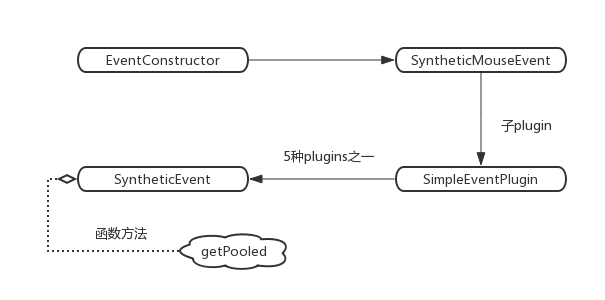 EventConstructor
SyntheticMouseEvent
子plugin
5种plugins之一
SyntheticEvent
SimpleEventPlugin
函数方法
getPooled